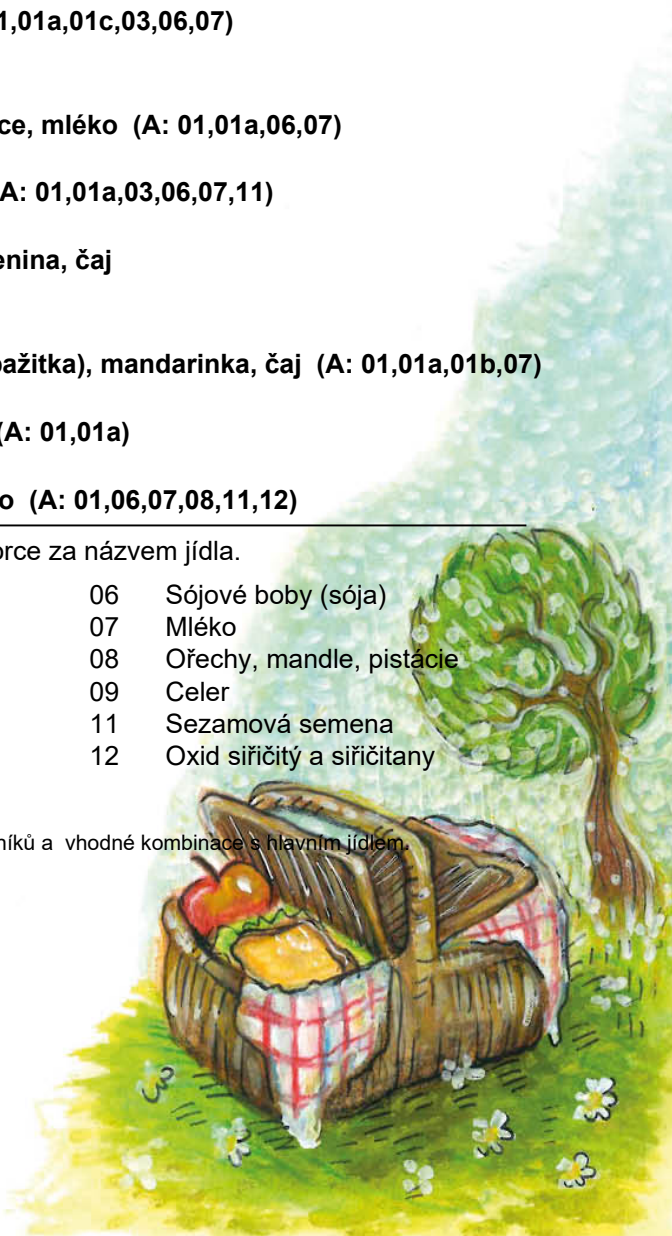 1,01a,01c,03,06,07)
ce, mléko (A: 01,01a,06,07)
A: 01,01a,03,06,07,11)
enina, čaj
pažitka), mandarinka, čaj (A: 01,01a,01b,07)
(A: 01,01a)
o (A: 01,06,07,08,11,12)
orce za názvem jídla.
06 Sójové boby (sója)
07 Mléko
08 Ořechy, mandle, pistácie
09 Celer
11 Sezamová semena
12 Oxid siřičitý a siřičitany
níků a vhodné kombinace s hlavním jídlem.